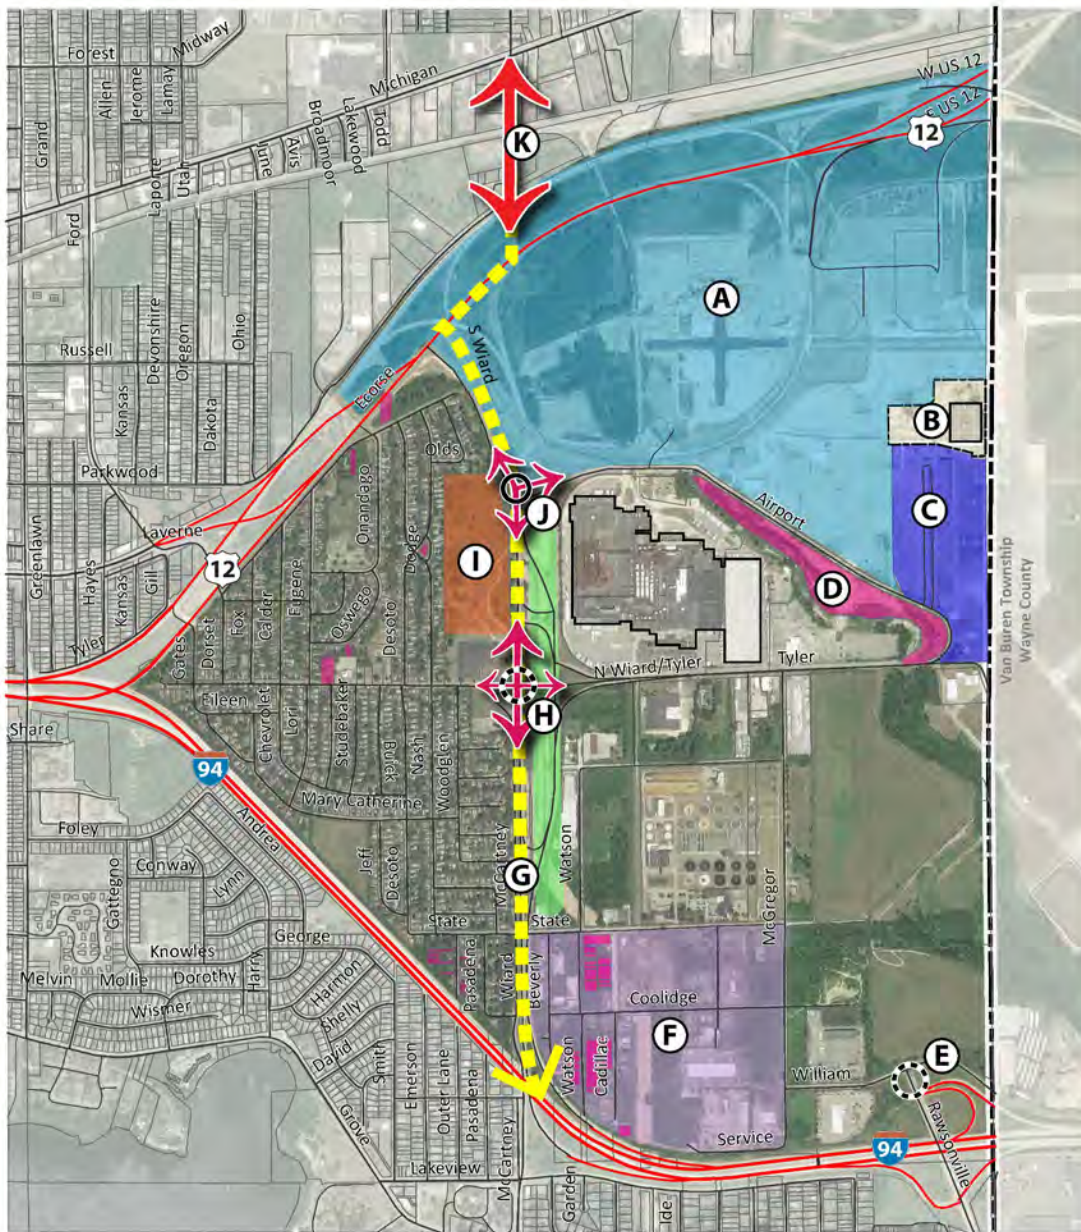 Midway
Forest
Michigan
Grand
Allen
Jerome
Lamay
Laporte
Utah
June
Avis
Broadmoor
Lakewood
Todd
K
W US 12
E US 12
12
Ford
A
Russell
Kansas
Devonshire
Oregon
Dakota
Ohio
S Wiard
Ecorse
B
Parkwood
Olds
Onandago
Dodge
Airport
C
Laverne
J
I
D
Greenlawn
Hayes
Kansas
Gill
12
Eugene
Oswego
Desoto
Van Buren Township
Wayne County
Tyler
Gates
Dorset
Fox
Calder
N Wiard/Tyler
Tyler
Eileen
Chevrolet
Lori
Studebaker
Buick
Nash
Woodglen
H
Share
94
Mary Catherine
Foley
Andrea
Conway
Lynn
Gattegno
Jeff
Desoto
McCartney
G
Watson
McGregor
State
State
George
Knowles
Melvin
Mollie
Dorothy
Harry
Wismer
Harmon
Shelly
David
Smith
Pasadena
Wiard
Beverly
Coolidge
F
E
Emerson
Outer Lane
Pasadena
Watson
Cadillac
William
Rawsonville
Grove
McCartney
Service
94
Lakeview
Garden
Ide